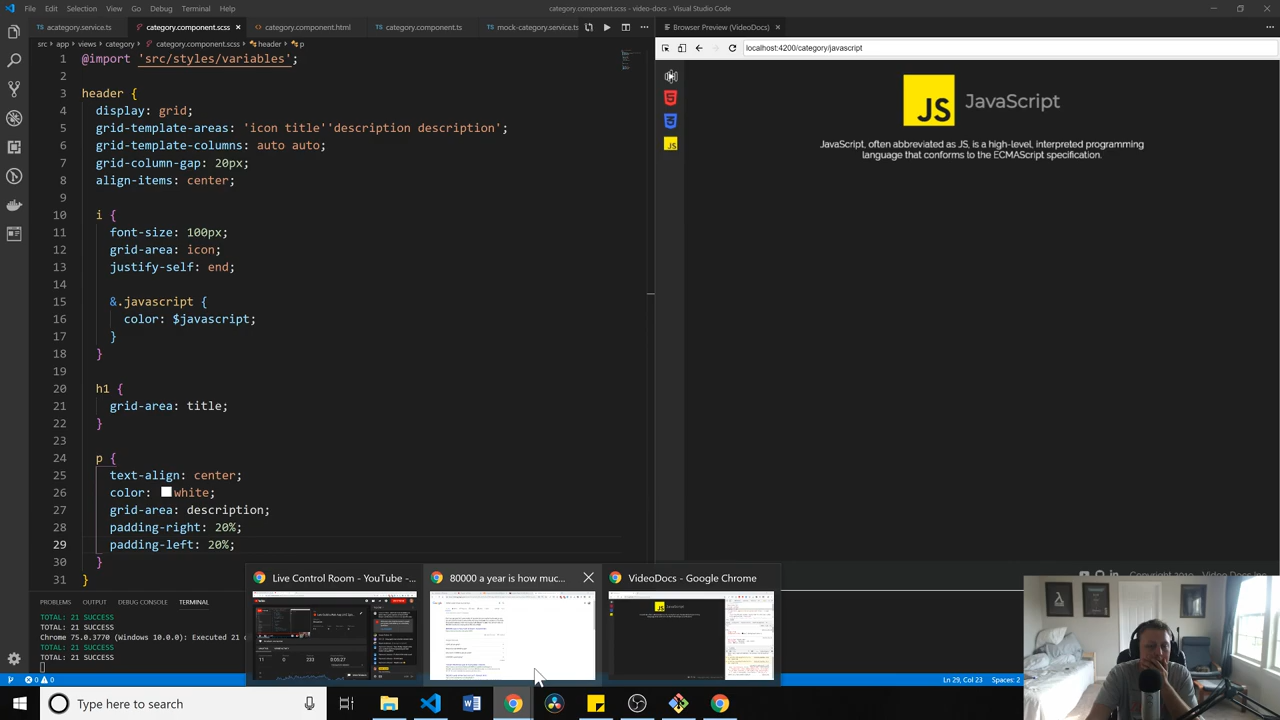 File Edit Selection View Go Debug Terminal Help
category.component.scss - video-docs - Visual Studio Code
acategory.service.ts category.component.scss category.component.html category.component.ts mock-category.service.ts
Browser Preview (VideoDocs)
src app views category category.component.scss header p
localhost:4200/category/javascript
1 @import 'src/styles/variables';
2
3 header {
4 display: grid;
5 grid-template-areas: 'icon title''description description';
6 grid-template-columns: auto auto;
7 grid-column-gap: 20px;
8 align-items: center;
9
10 i {
11 font-size: 100px;
12 grid-area: icon;
13 justify-self: end;
14
15 &.javascript {
16 color: $javascript;
17 }
18 }
19
20 h1 {
21 grid-area: title;
22 }
23
24 p {
25 text-align: center;
26 color: white;
27 grid-area: description;
28 padding-right: 20%;
29 padding-left: 20%;
30 }
31 }
JS JavaScript
JavaScript, often abbreviated as JS, is a high-level, interpreted programming
language that conforms to the ECMAScript specification.
JS
Live Control Room - YouTube -...
80000 a year is how muc...
VideoDocs - Google Chrome
PROBLEMS OUTPUT
TOTAL: 21 SUCCESS
TOTAL: 21 SUCCESS
Chrome
Executed 21
TOTAL: 21 SUCCESS
TOTAL: 21 SUCCESS
0 0
Ln 29, Col 23 Spaces: 2
Type here to search